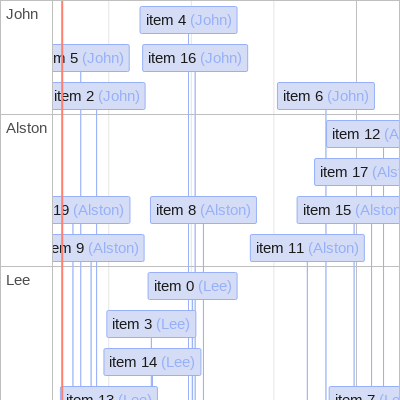 John
item 4 (John)
m 5 (John)
item 16 (John)
item 2 (John)
item 6 (John)
Alston
item 12 (A
item 17 (Als
19 (Alston)
item 8 (Alston)
item 15 (Alston
em 9 (Alston)
item 11 (Alston)
Lee
item 0 (Lee)
item 3 (Lee)
item 14 (Lee)
item 13 (Lee)
item 7 (Le